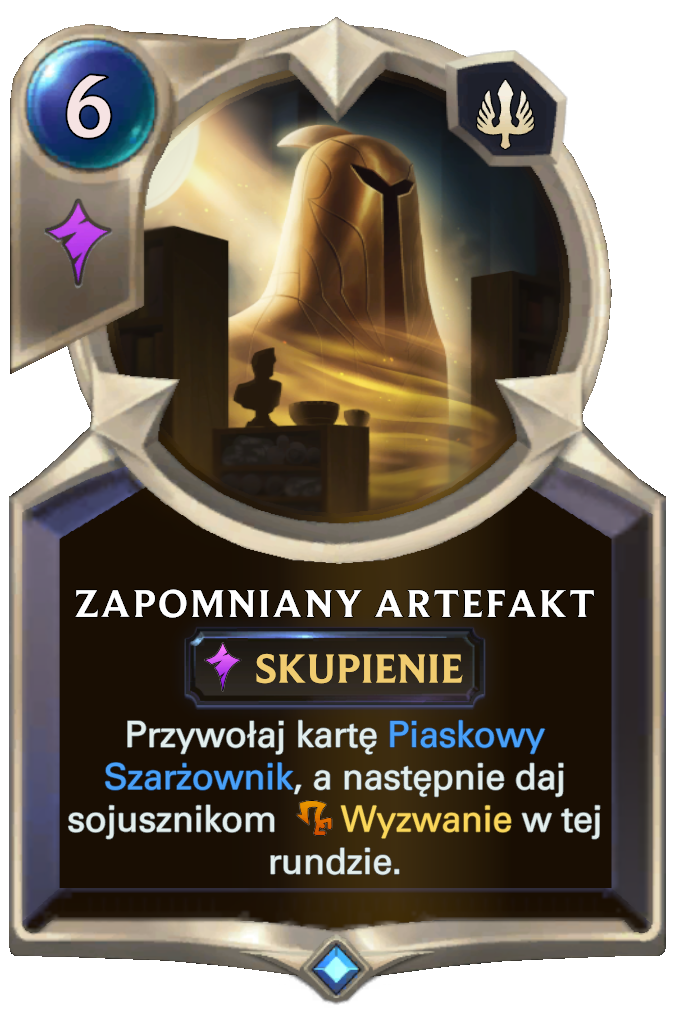 6
ZAPOMNIANY ARTEFAKT
SKUPIENIE
Przywołaj kartę Piaskowy
Szarżownik, a następnie daj
sojusznikom Wyzwanie w tej
rundzie.